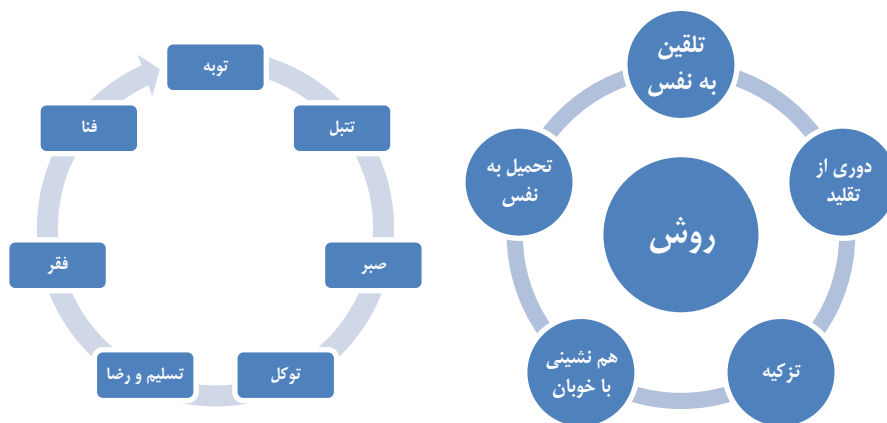 توبه
تتبل
صبر
توکل
تسلیم و رضا
فقر
فنا
روش
تلقین
به نفس
دوری از
تقلید
تزکیه
هم نشینی
با خوبان
تحمیل به
نفس